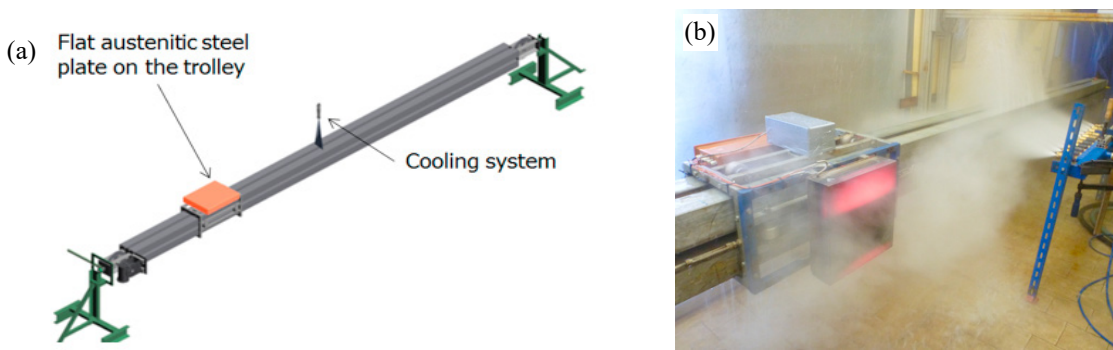 (a)
Flat austenitic steel
plate on the trolley
Cooling system
(b)